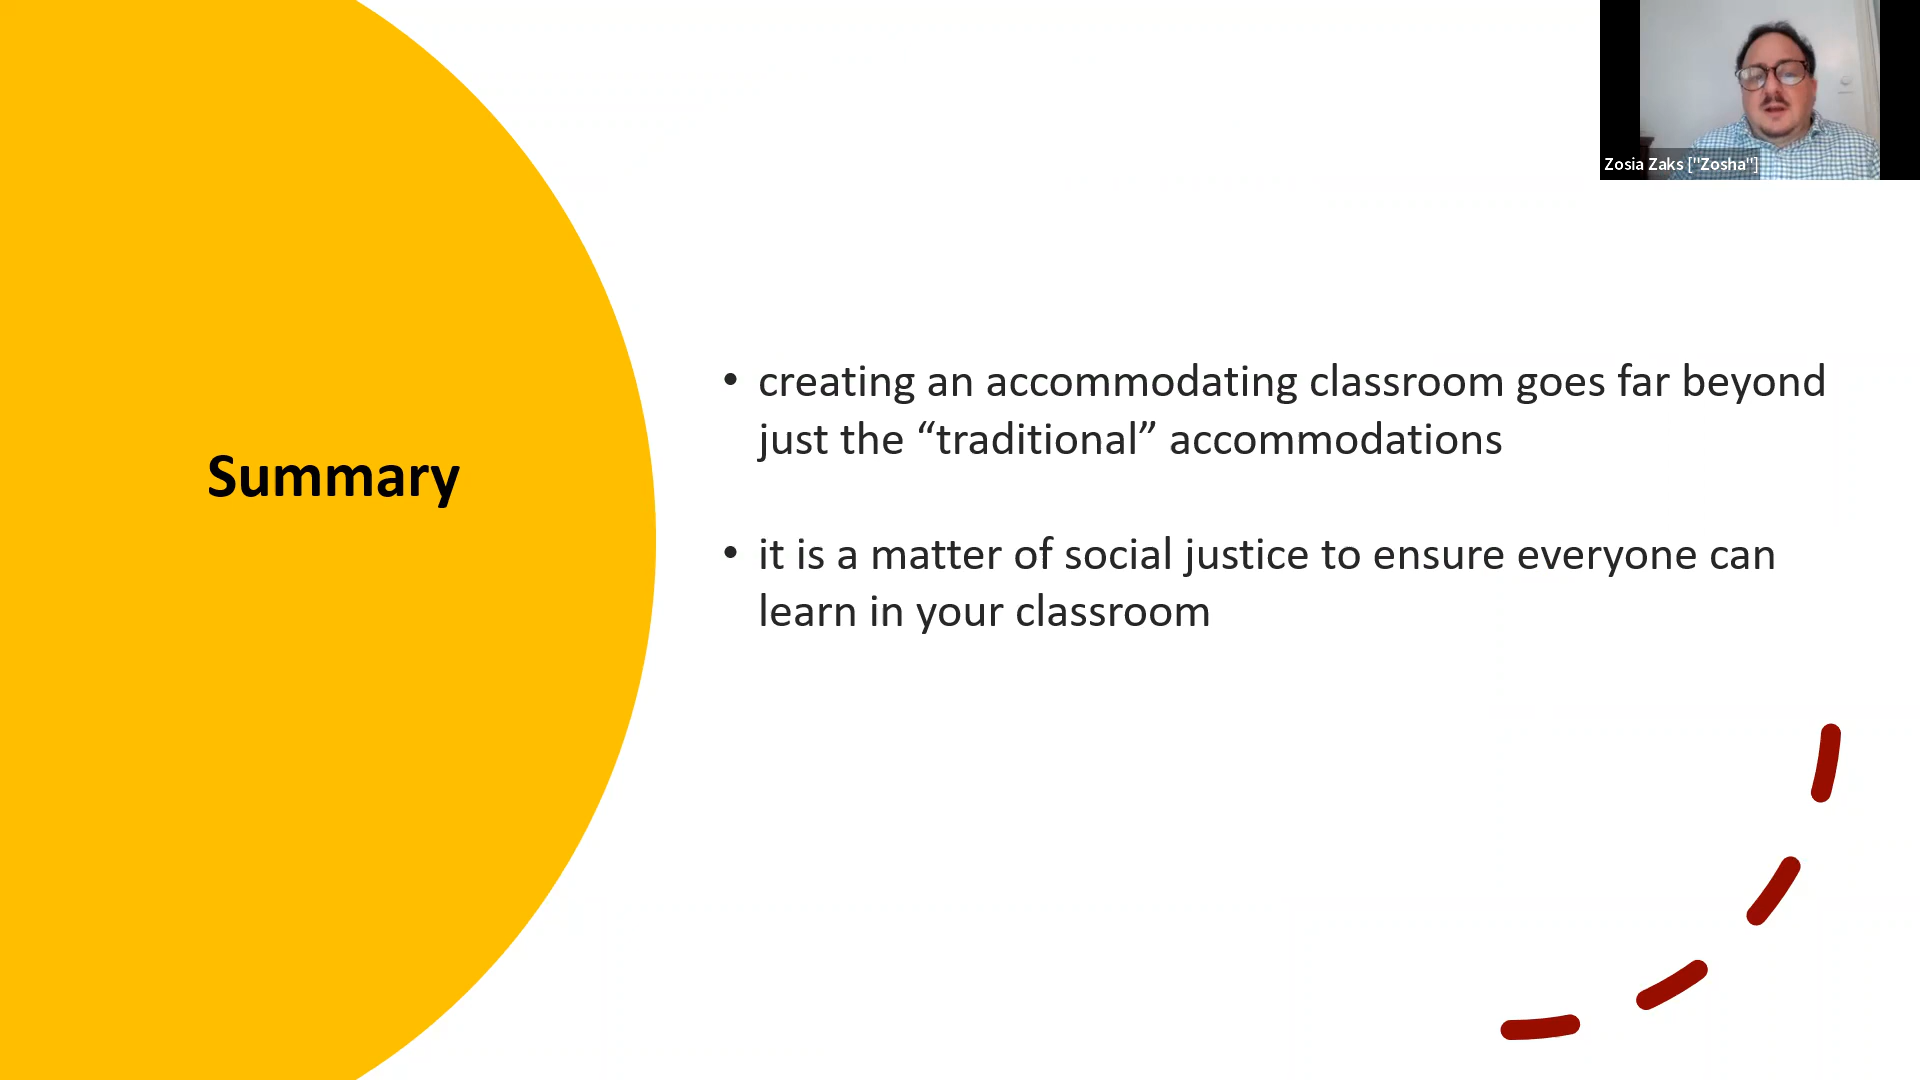 Zosia Zaks ["Zosha"]
Summary
• creating an accommodating classroom goes far beyond
just the “traditional” accommodations
• it is a matter of social justice to ensure everyone can
learn in your classroom